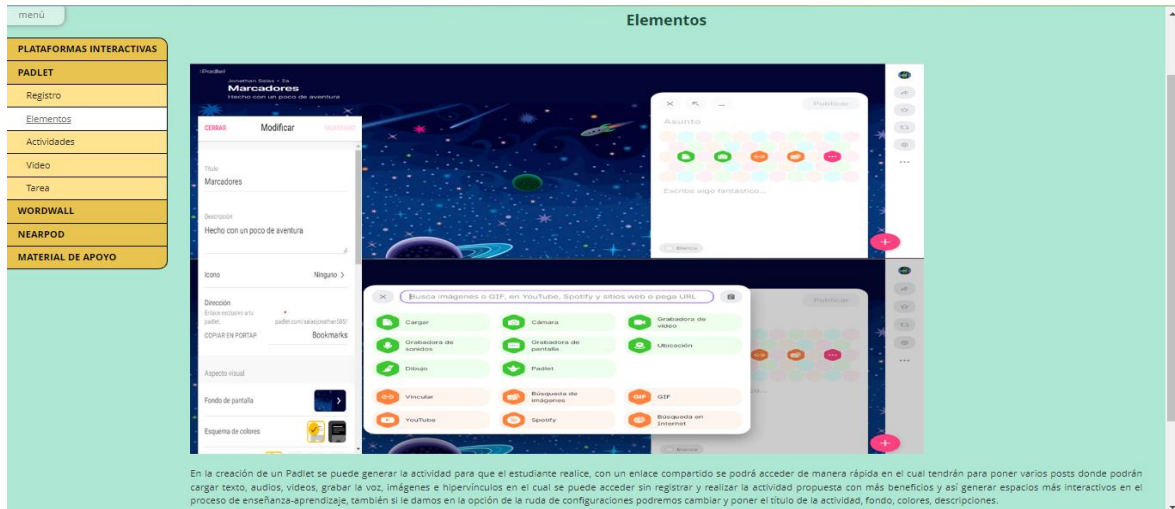 menú
Elementos
PLATAFORMAS INTERACTIVAS
PADLET
Registro
Elementos
Actividades
Video
Tarea
WORDWALL
NEARPOD
MATERIAL DE APOYO
Jonathan Salas • 2a
Marcadores
Hecho con un poco de aventura
CERRAR Modificar
Título
Marcadores
Descripción
Hecho con un poco de aventura
Icono Ninguno >
Dirección
Enlace exclusivo a tu
padlet.
COPIAR EN PORTAP Bookmarks
Aspecto visual
Fondo de pantalla
Esquema de colores
Publicar
Asunto
Escribe algo fantástico...
Busca imágenes o GIF, en YouTube, Spotify y sitios web o pega URL
Cargar
Cámara
Grabadora de
vídeo
Grabadora de
sonidos
Grabadora de
pantalla
Ubicación
Dibujo
Padlet
Vincular
Búsqueda de
imágenes
GIF GIF
YouTube
Spotify
Búsqueda en
Internet
Publicar
En la creación de un Padlet se puede generar la actividad para que el estudiante realice, con un enlace compartido se podrá acceder de manera rápida en el cual tendrán para poner varios posts donde podrán
cargar texto, audios, videos, grabar la voz, imágenes e hipervínculos en el cual se puede acceder sin registrar y realizar la actividad propuesta con más beneficios y así generar espacios más interactivos en el
proceso de enseñanza-aprendizaje, también si le damos en la opción de la ruda de configuraciones podremos cambiar y poner el título de la actividad, fondo, colores, descripciones.